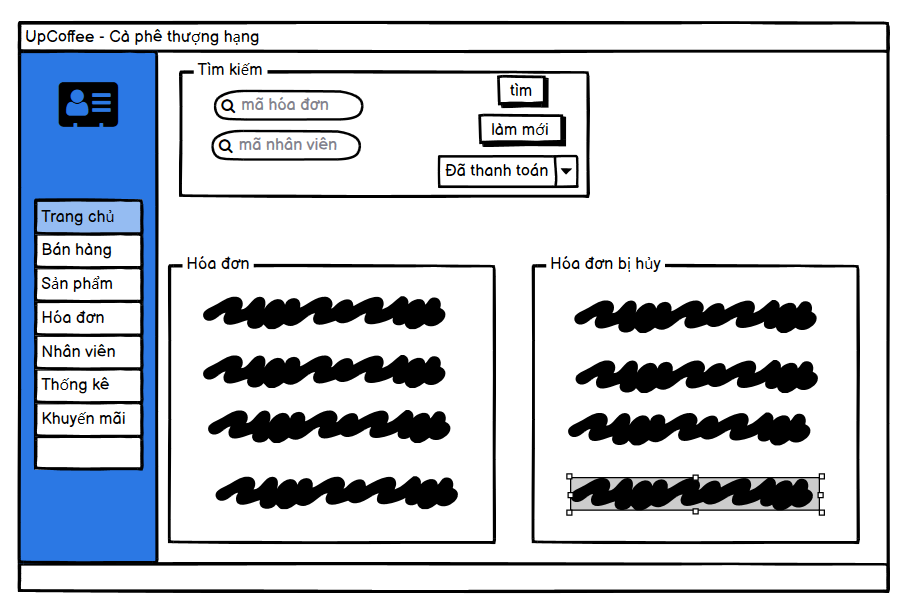 UpCoffee - Cà phê thượng hạng
Tìm kiếm
mã hóa đơn
tìm
mã nhân viên
làm mới
Đã thanh toán
Trang chủ
Bán hàng
Sản phẩm
Hóa đơn
Nhân viên
Thống kê
Khuyến mãi
Hóa đơn
Hóa đơn bị hủy